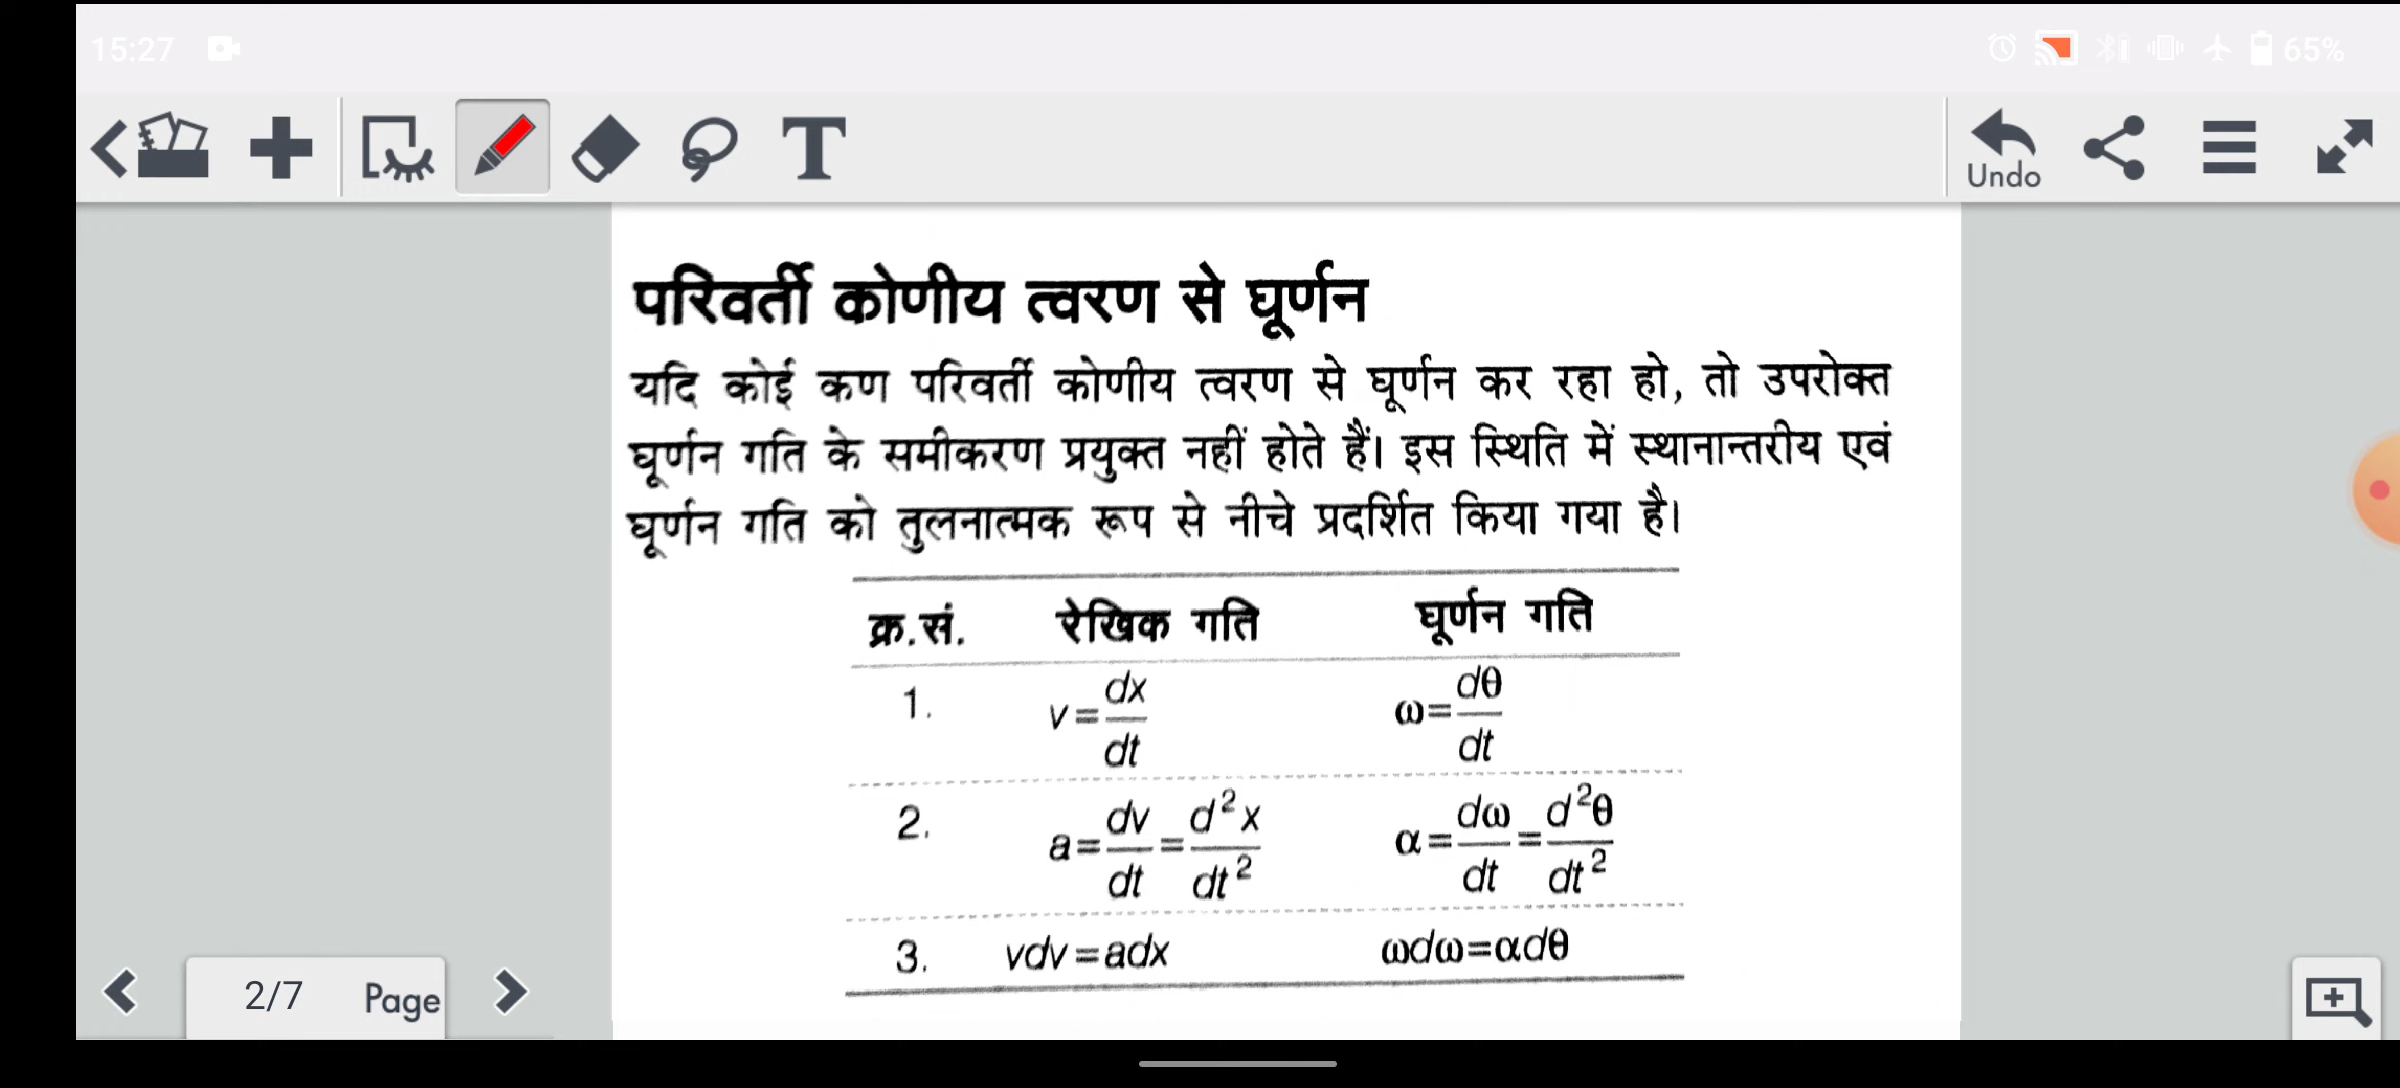 15:27
65%
T
Undo
परिवर्ती कोणीय त्वरण से घूर्णन
यदि कोई कण परिवर्ती कोणीय त्वरण से घूर्णन कर रहा हो, तो उपरोक्त
घूर्णन गति के समीकरण प्रयुक्त नहीं होते हैं। इस स्थिति में स्थानान्तरीय एवं
घूर्णन गति को तुलनात्मक रूप से नीचे प्रदर्शित किया गया है।
क्र.सं. रेखिक गति घूर्णन गति
1. v=dx/dt ω=dθ/dt
2. a=dv/dt=d²x/dt² α=dω/dt=d²θ/dt²
3. vdv=adx ωdω=αdθ
2/7 Page